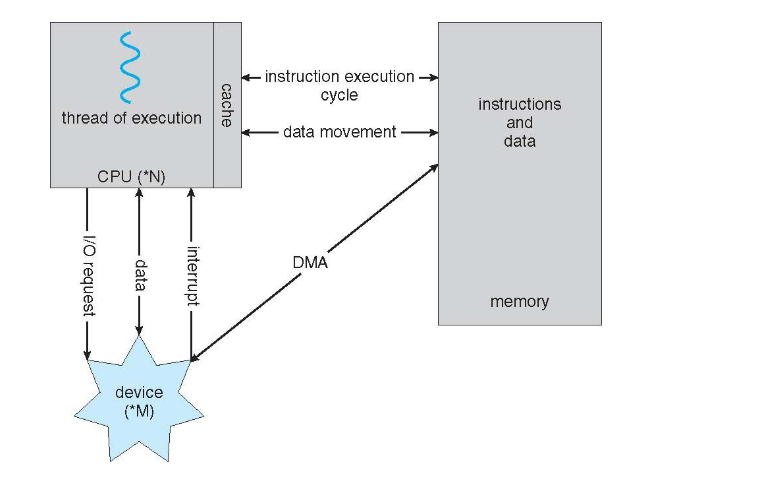 thread of execution
CPU (*N)
cache
instruction execution
cycle
data movement
instructions
and
data
memory
I/O request
data
interrupt
DMA
device
(*M)